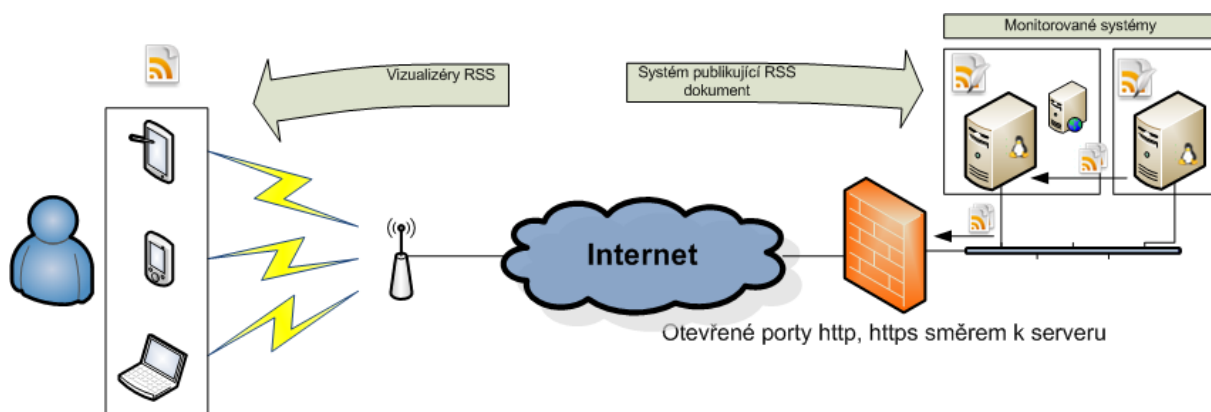 Monitorované systémy
Vizualizéry RSS
Systém publikující RSS
dokument
Internet
Otevřené porty http, https směrem k serveru